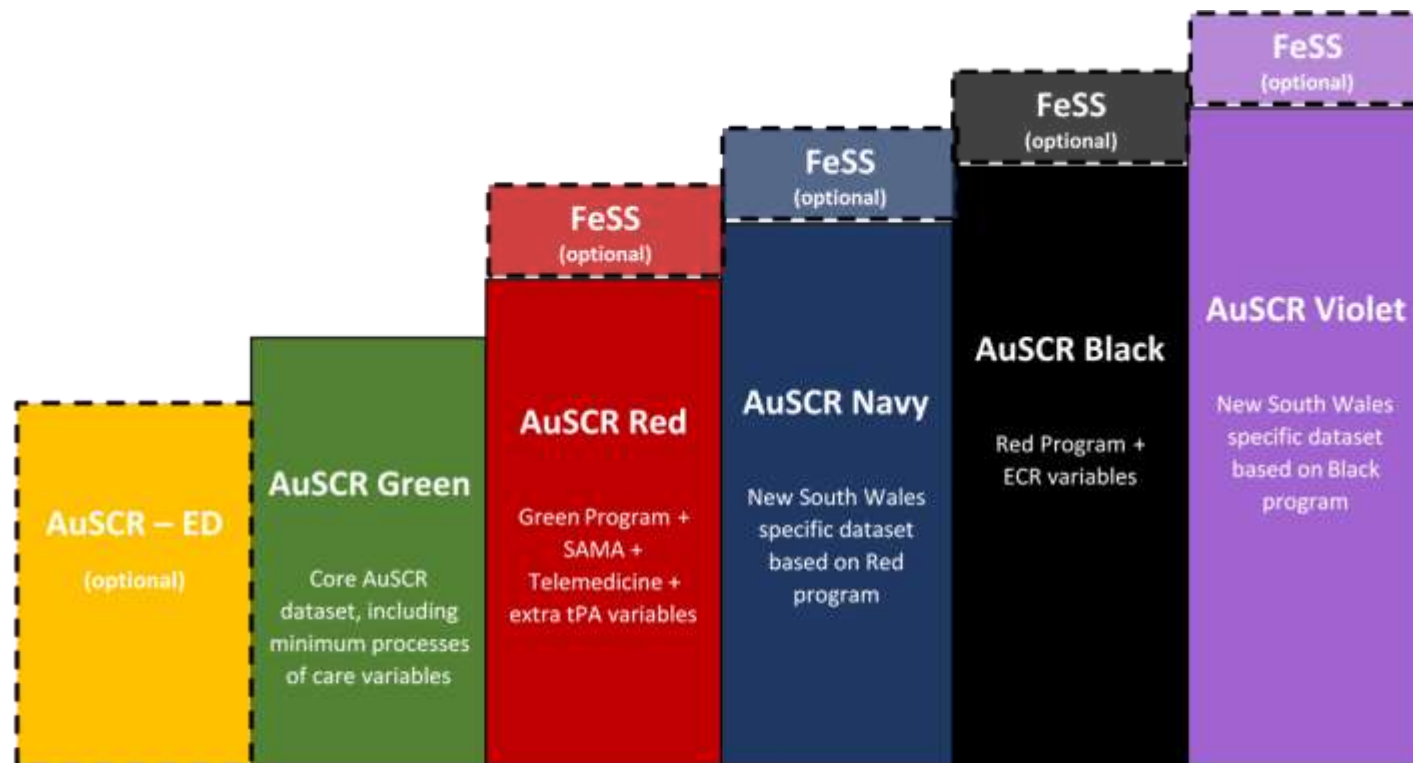 AuSCR – ED
(optional)
AuSCR Green
Core AuSCR
dataset, including
minimum processes
of care variables
FeSS
(optional)
AuSCR Red
Green Program +
SAMA +
Telemedicine +
extra tPA variables
FeSS
(optional)
AuSCR Navy
New South Wales
specific dataset
based on Red
program
FeSS
(optional)
AuSCR Black
Red Program +
ECR variables
FeSS
(optional)
AuSCR Violet
New South Wales
specific dataset
based on Black
program